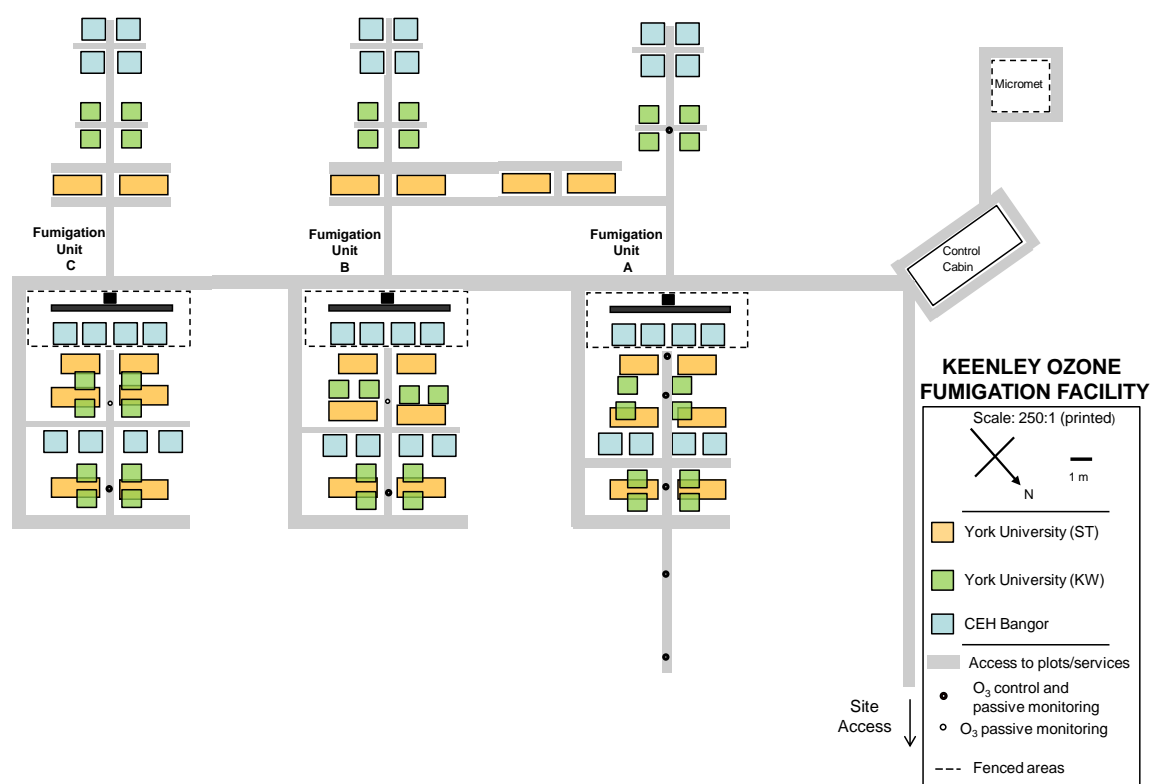 Micromet
Control
Cabin
Fumigation
Unit
C
Fumigation
Unit
B
Fumigation
Unit
A
KEENLEY OZONE
FUMIGATION FACILITY
Scale: 250:1 (printed)
N
1 m
York University (ST)
York University (KW)
CEH Bangor
Access to plots/services
O3 control and
passive monitoring
O3 passive monitoring
Fenced areas
Site
Access